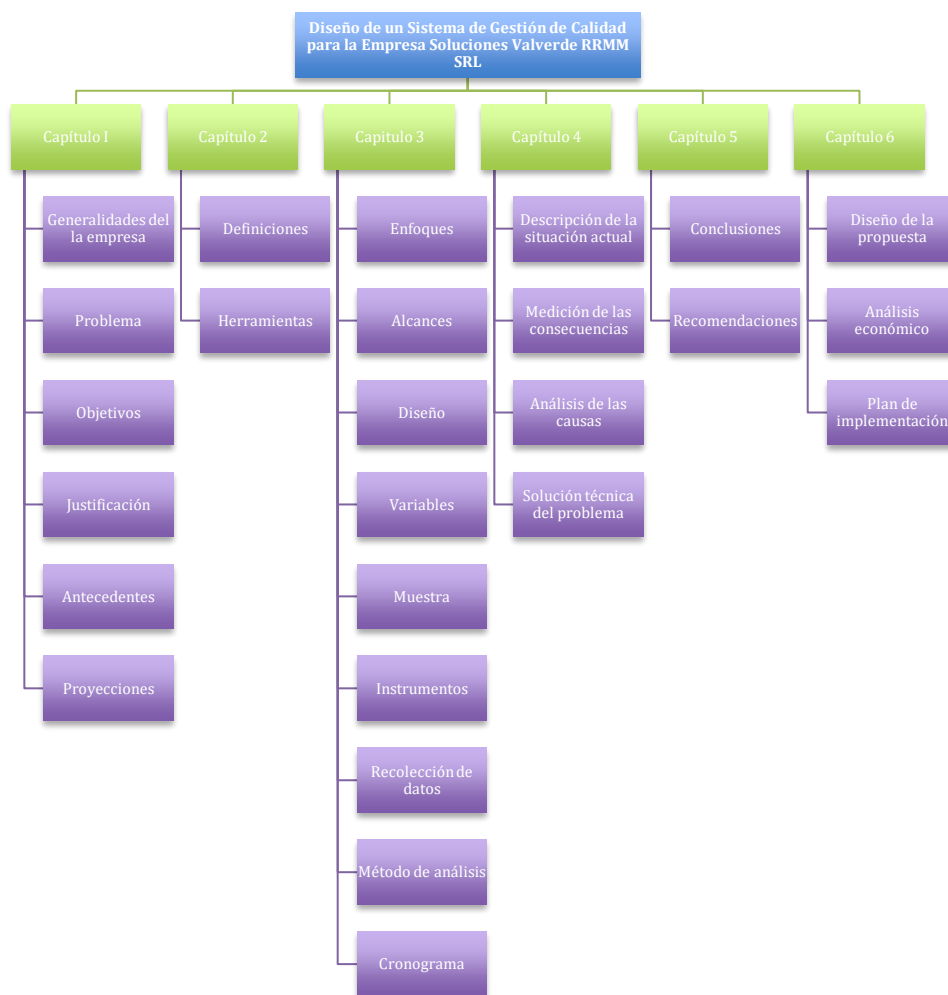 Diseño de un Sistema de Gestión de Calidad
para la Empresa Soluciones Valverde RRMM
SRL
Capítulo I
Generalidades del
la empresa
Problema
Objetivos
Justificación
Antecedentes
Proyecciones
Capítulo 2
Definiciones
Herramientas
Capitulo 3
Enfoques
Alcances
Diseño
Variables
Muestra
Instrumentos
Recolección de
datos
Método de análisis
Cronograma
Capítulo 4
Descripción de la
situación actual
Medición de las
consecuencias
Análisis de las
causas
Solución técnica
del problema
Capítulo 5
Conclusiones
Recomendaciones
Capítulo 6
Diseño de la
propuesta
Análisis
económico
Plan de
implementación